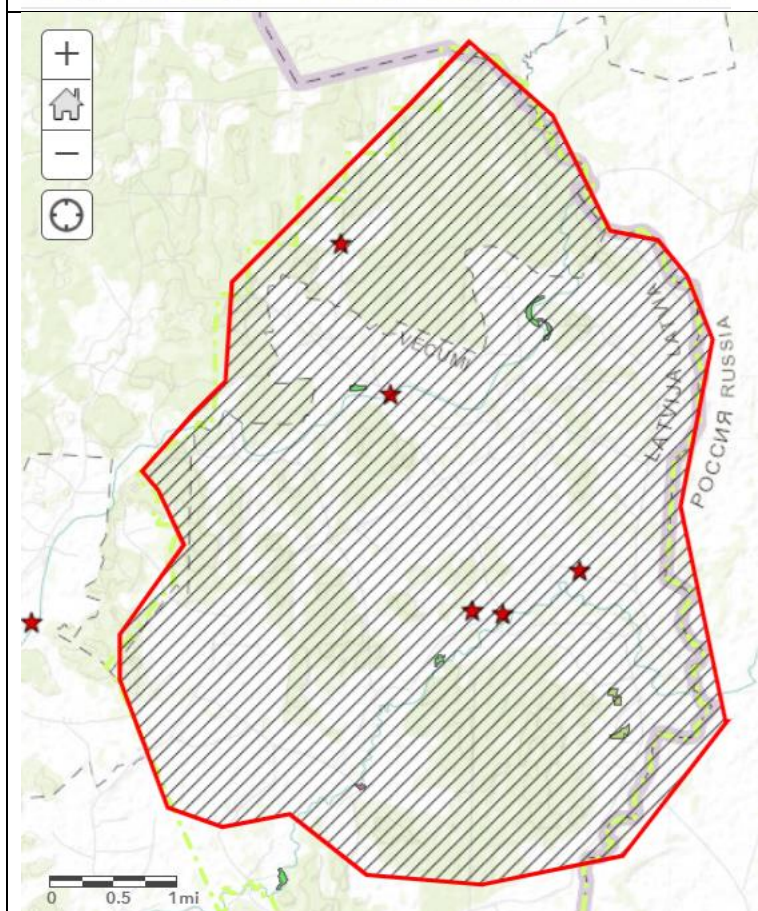 +
−
VECUMI
LATVIJA LATVIA
РОССИЯ RUSSIA
0 0.5 1mi